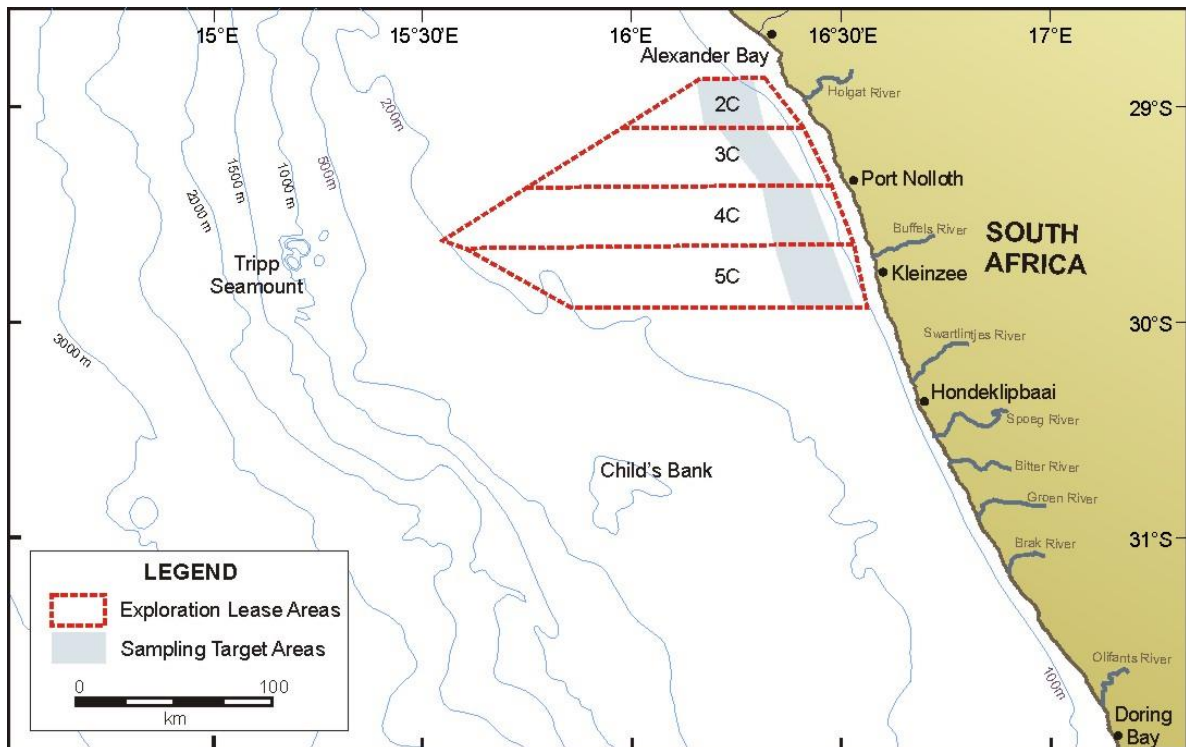 15°E
15°30'E
16°E
16°30'E
17°E
Alexander Bay
Holgat River
29°S
200m
500m
1000 m
1500 m
2000 m
3000 m
2C
3C
4C
5C
Port Nolloth
Buffels River
SOUTH
AFRICA
Kleinzee
Tripp
Seamount
30°S
Swartlintjes River
Hondeklipbaai
Spoeg River
Child's Bank
Bitter River
Groen River
31°S
Brak River
Olifants River
100m
Doring
Bay
LEGEND
Exploration Lease Areas
Sampling Target Areas
0
100
km